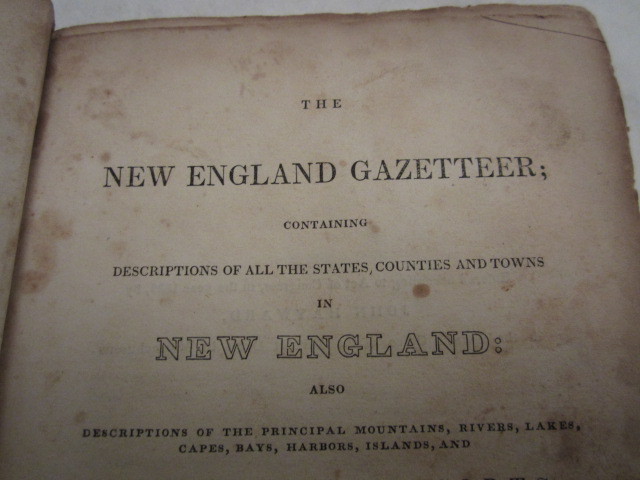 THE
NEW ENGLAND GAZETTEER;
CONTAINING
DESCRIPTIONS OF ALL THE STATES, COUNTIES AND TOWNS
IN
NEW ENGLAND:
ALSO
DESCRIPTIONS OF THE PRINCIPAL MOUNTAINS, RIVERS, LAKES,
CAPES, BAYS, HARBORS, ISLANDS, AND